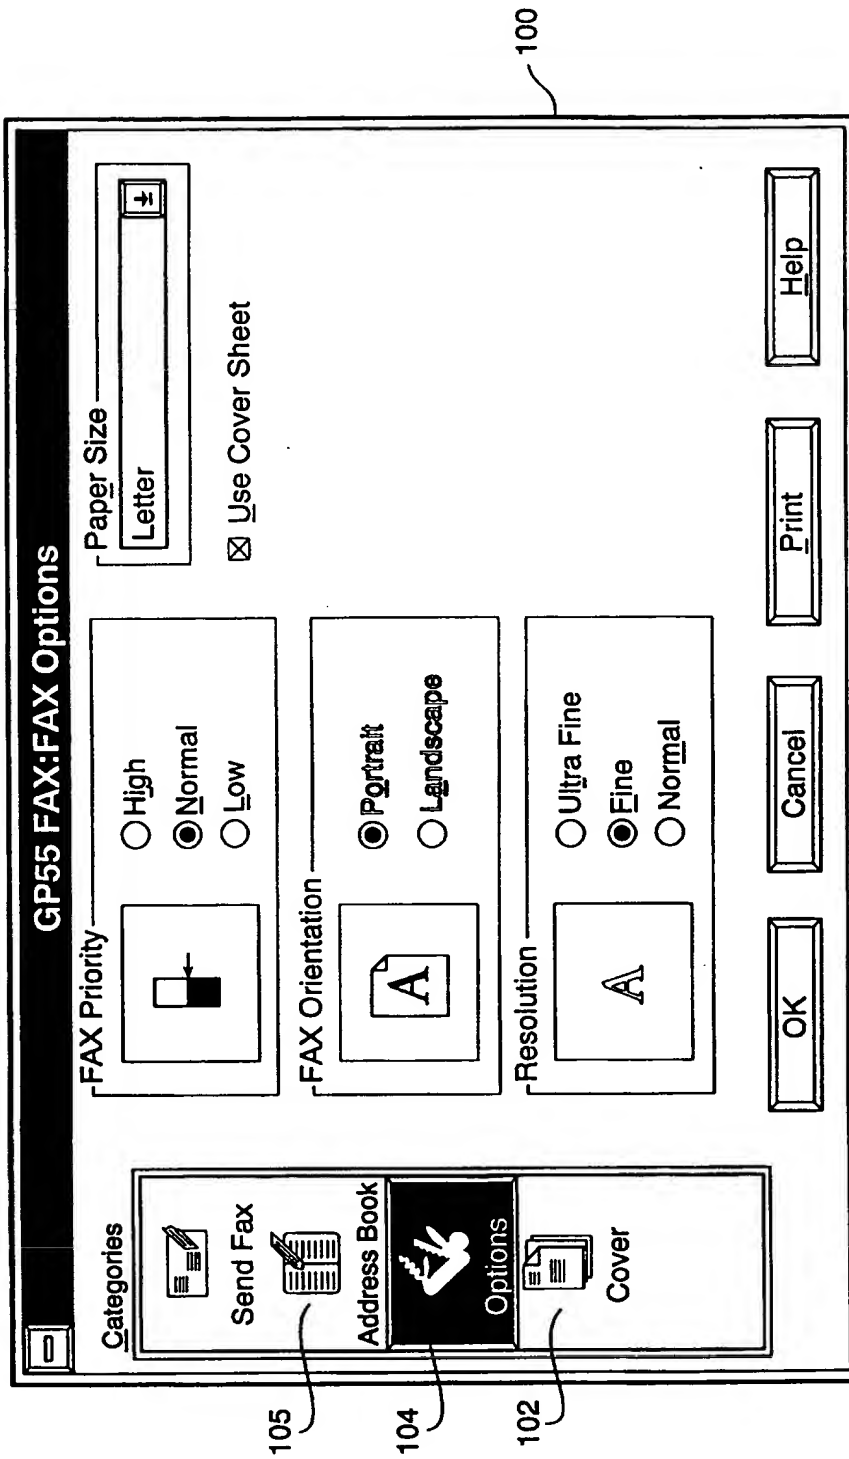 GP55 FAX:FAX Options
Categories
Send Fax
Address Book
Options
Cover
FAX Priority
High
Normal
Low
FAX Orientation
Portrait
Landscape
Resolution
A
A
Ultra Fine
Fine
Normal
Paper Size
Letter
Use Cover Sheet
OK
Cancel
Print
Help
100
105
104
102